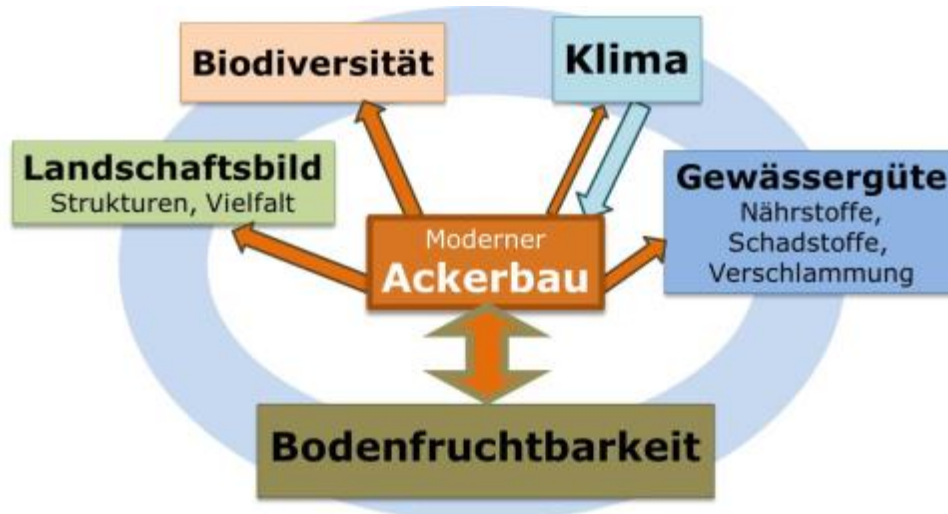 Biodiversität
Klima
Landschaftsbild
Strukturen, Vielfalt
Gewässergüte
Nährstoffe,
Schadstoffe,
Verschlammung
Moderner
Ackerbau
Bodenfruchtbarkeit